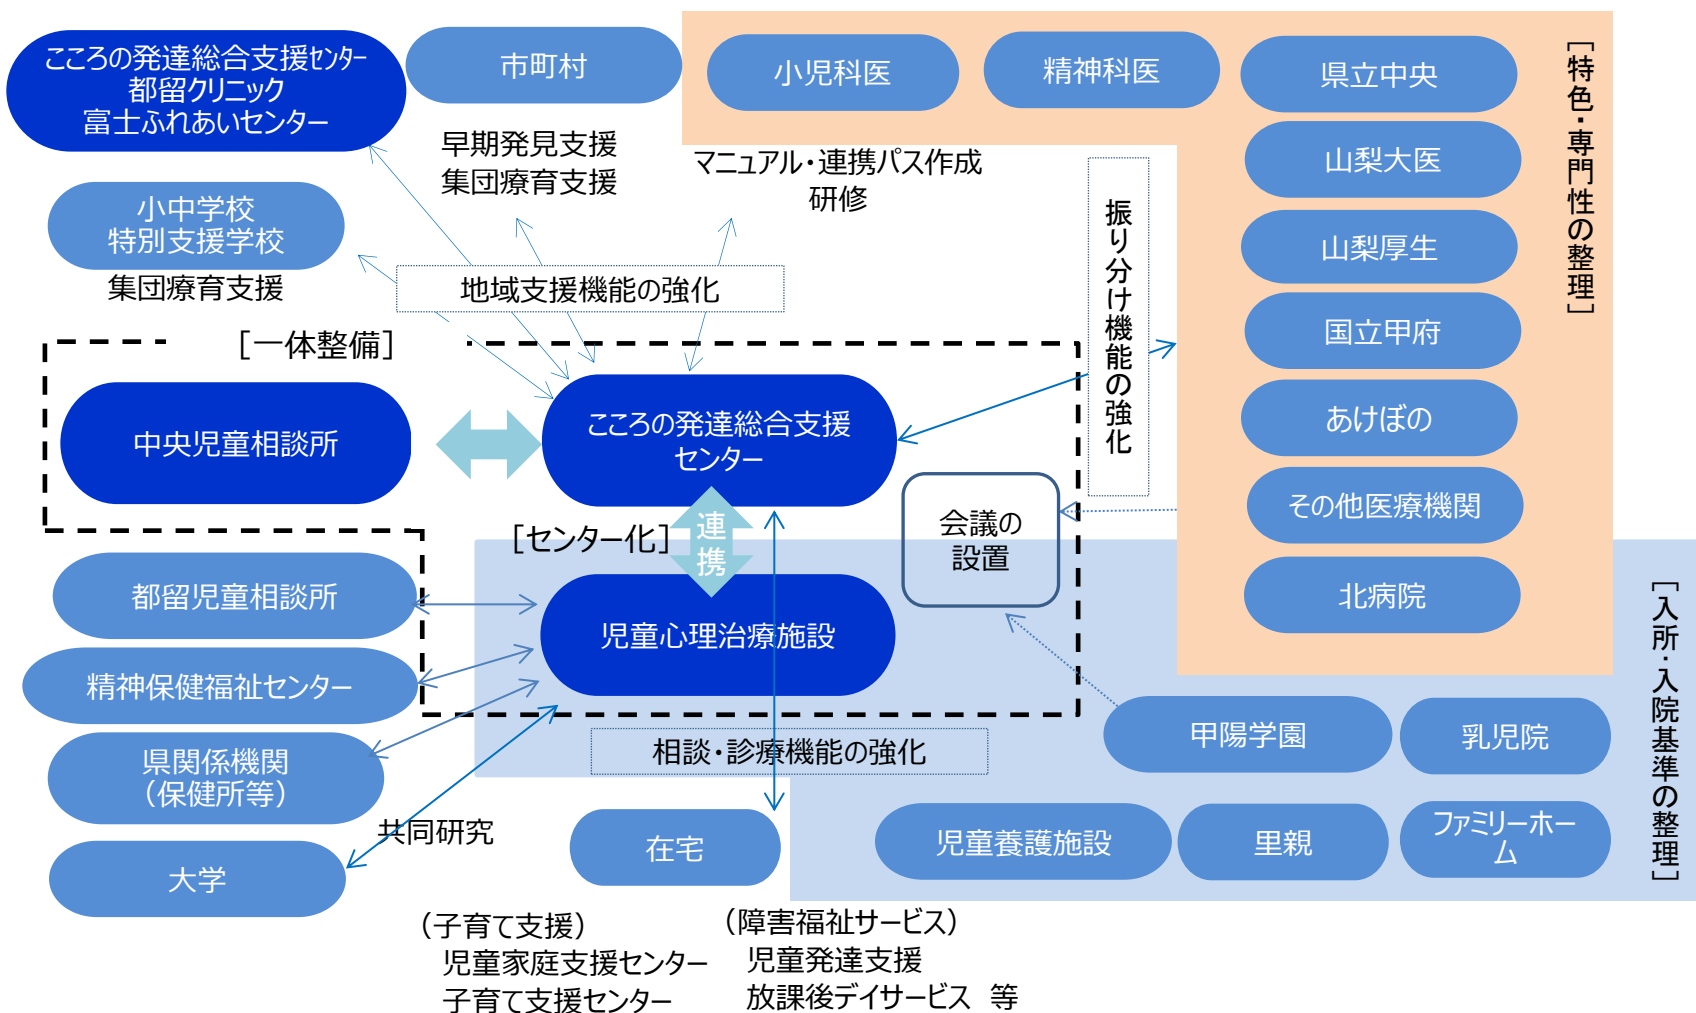 こころの発達総合支援ｾﾝﾀｰ
都留クリニック
富士ふれあいセンター
市町村
小児科医
精神科医
県立中央
［特色・専門性の整理］
早期発見支援
集団療育支援
マニュアル・連携パス作成
研修
山梨大医
小中学校
特別支援学校
集団療育支援
振り分け機能の強化
山梨厚生
地域支援機能の強化
国立甲府
［一体整備］
中央児童相談所
こころの発達総合支援
センター
あけぼの
その他医療機関
会議の
設置
［センター化］
連携
都留児童相談所
児童心理治療施設
北病院
［入所・入院基準の整理］
精神保健福祉センター
県関係機関
（保健所等）
相談・診療機能の強化
甲陽学園
乳児院
共同研究
大学
在宅
児童養護施設
里親
ファミリーホー
ム
（子育て支援）
児童家庭支援センター
子育て支援センター
（障害福祉サービス）
児童発達支援
放課後デイサービス　等